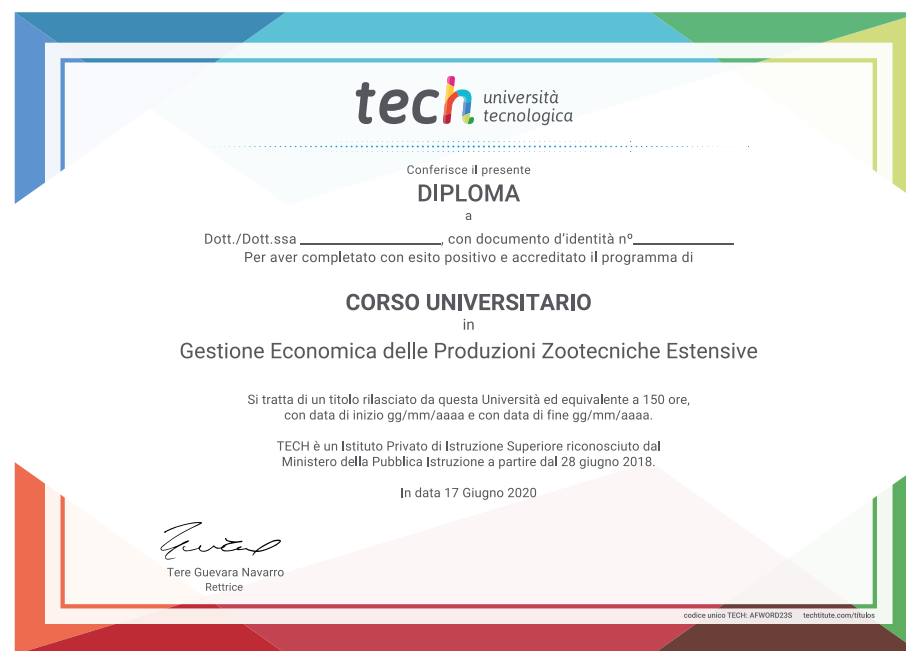 tech università
tecnologica
Conferisce il presente
DIPLOMA
a
Dott./Dott.ssa ________________, con documento d'identità nº____________
Per aver completato con esito positivo e accreditato il programma di
CORSO UNIVERSITARIO
in
Gestione Economica delle Produzioni Zootecniche Estensive
Si tratta di un titolo rilasciato da questa Università ed equivalente a 150 ore,
con data di inizio gg/mm/aaaa e con data di fine gg/mm/aaaa.
TECH è un Istituto Privato di Istruzione Superiore riconosciuto dal
Ministero della Pubblica Istruzione a partire dal 28 giugno 2018.
In data 17 Giugno 2020
Tere Guevara Navarro
Rettrice
codice unico TECH: AFWORD23S techtitute.com/títulos